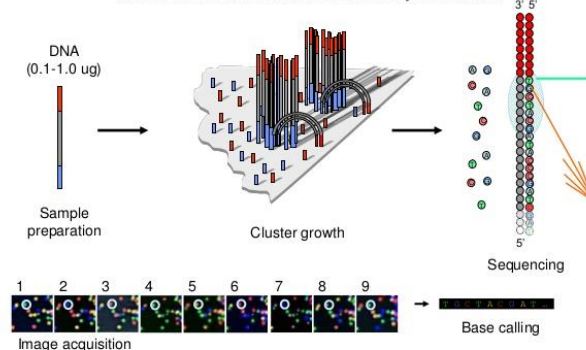 3' 5'
DNA
(0.1-1.0 ug)
Sample
preparation
Cluster growth
5'
Sequencing
1 2 3 4 5 6 7 8 9
Image acquisition
T G C T A C G A T ...
Base calling